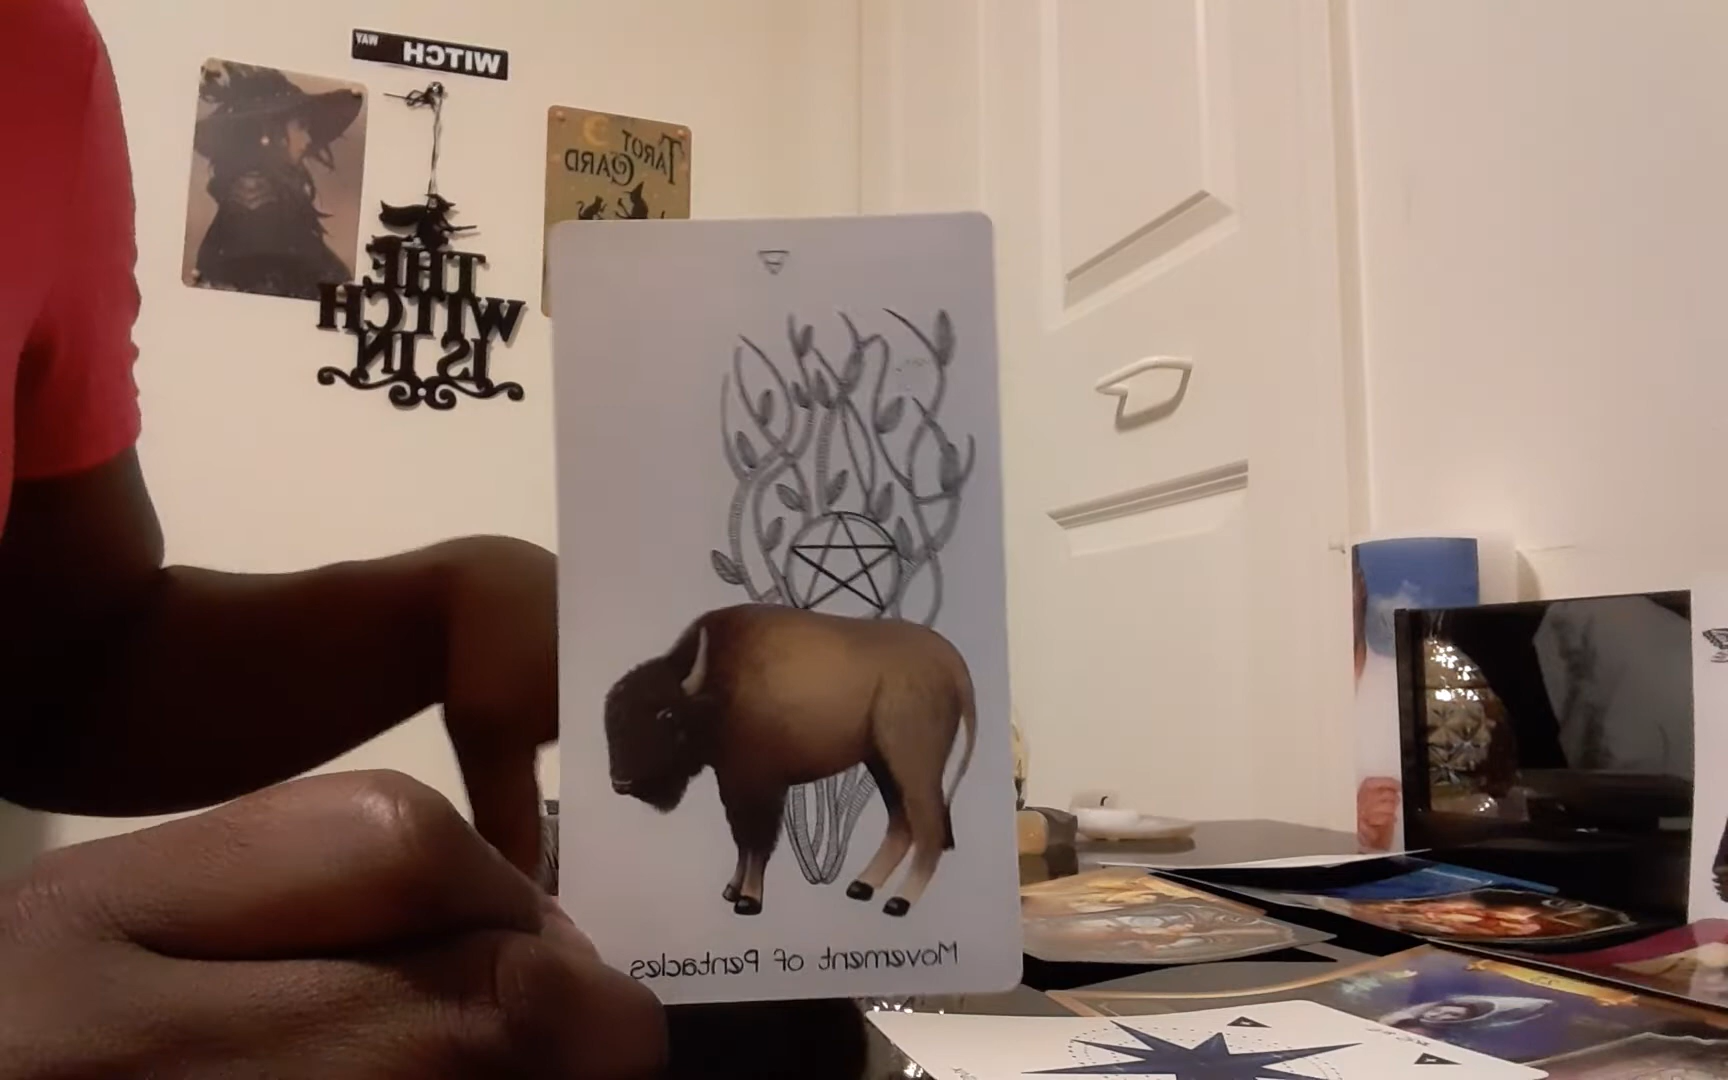 WITCH WAY
THE
WITCH
IS IN
TAROT
CARD
Movement of Pentacles